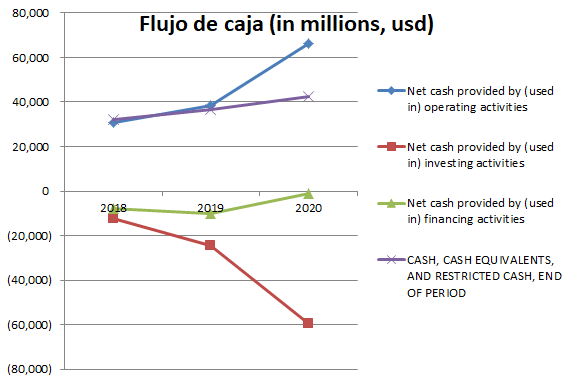 Flujo de caja (in millions, usd)
80,000
60,000
40,000
20,000
0
(20,000)
(40,000)
(60,000)
(80,000)
2018
2019
2020
Net cash provided by (used
in) operating activities
Net cash provided by (used
in) investing activities
Net cash provided by (used
in) financing activities
CASH, CASH EQUIVALENTS,
AND RESTRICTED CASH, END
OF PERIOD